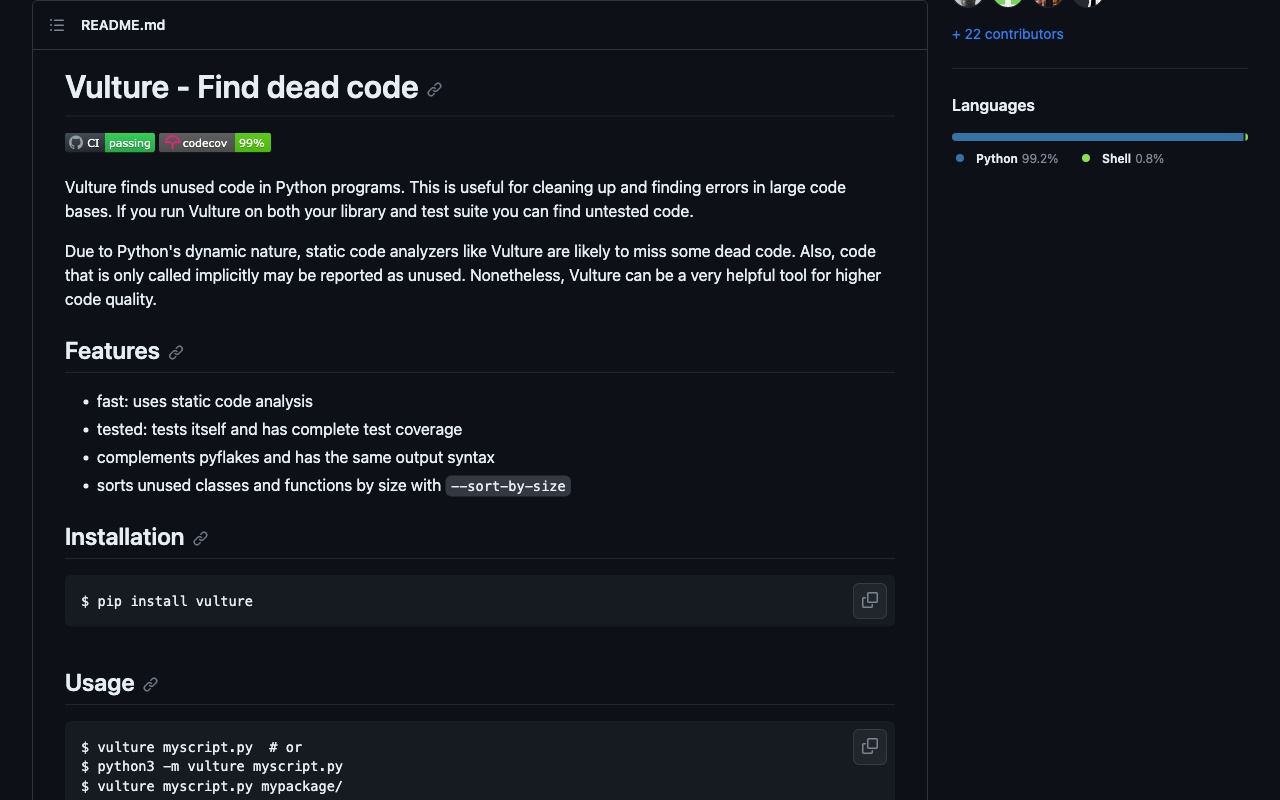 README.md
Vulture - Find dead code
CI passing codecov 99%
Vulture finds unused code in Python programs. This is useful for cleaning up and finding errors in large code
bases. If you run Vulture on both your library and test suite you can find untested code.
Due to Python's dynamic nature, static code analyzers like Vulture are likely to miss some dead code. Also, code
that is only called implicitly may be reported as unused. Nonetheless, Vulture can be a very helpful tool for higher
code quality.
Features
• fast: uses static code analysis
• tested: tests itself and has complete test coverage
• complements pyflakes and has the same output syntax
• sorts unused classes and functions by size with --sort-by-size
Installation
$ pip install vulture
Usage
$ vulture myscript.py  # or
$ python3 -m vulture myscript.py
$ vulture myscript.py mypackage/
+ 22 contributors
Languages
Python 99.2% Shell 0.8%